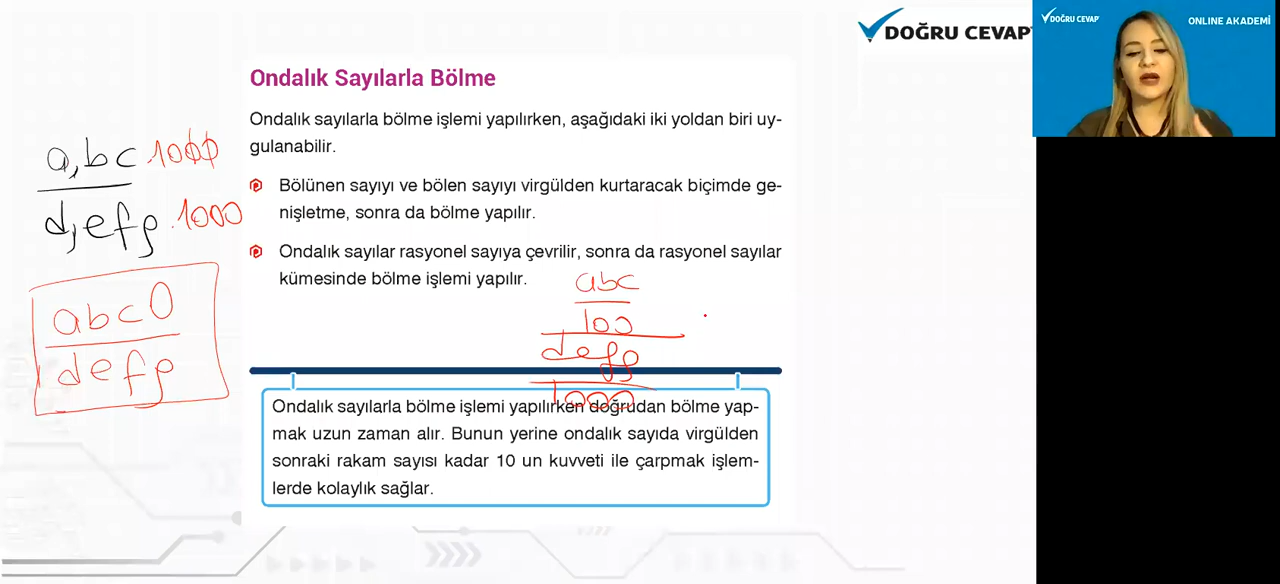 DOĞRU CEVAP
DOĞRU CEVAP
ONLINE AKADEMİ
Ondalık Sayılarla Bölme
Ondalık sayılarla bölme işlemi yapılırken, aşağıdaki iki yoldan biri uy-
gulanabilir.
Bölünen sayıyı ve bölen sayıyı virgülden kurtaracak biçimde ge-
nişletme, sonra da bölme yapılır.
Ondalık sayılar rasyonel sayıya çevrilir, sonra da rasyonel sayılar
kümesinde bölme işlemi yapılır.
a,bc.1000
d,efg.1000
abc0
defg
abc
100
defg
1000
Ondalık sayılarla bölme işlemi yapılırken doğrudan bölme yap-
mak uzun zaman alır. Bunun yerine ondalık sayıda virgülden
sonraki rakam sayısı kadar 10 un kuvveti ile çarpmak işlem-
lerde kolaylık sağlar.